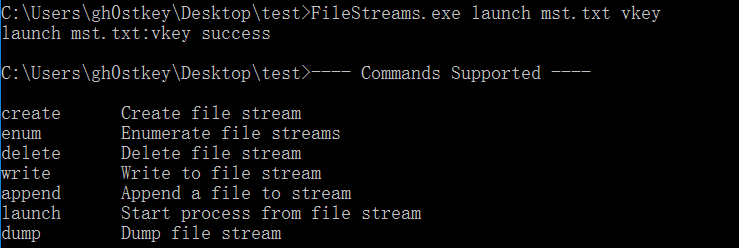 C:\Users\gh0stkey\Desktop\test>FileStreams.exe launch mst.txt vkey
launch mst.txt:vkey success
C:\Users\gh0stkey\Desktop\test>---- Commands Supported ----
create Create file stream
enum Enumerate file streams
delete Delete file stream
write Write to file stream
append Append a file to stream
launch Start process from file stream
dump Dump file stream